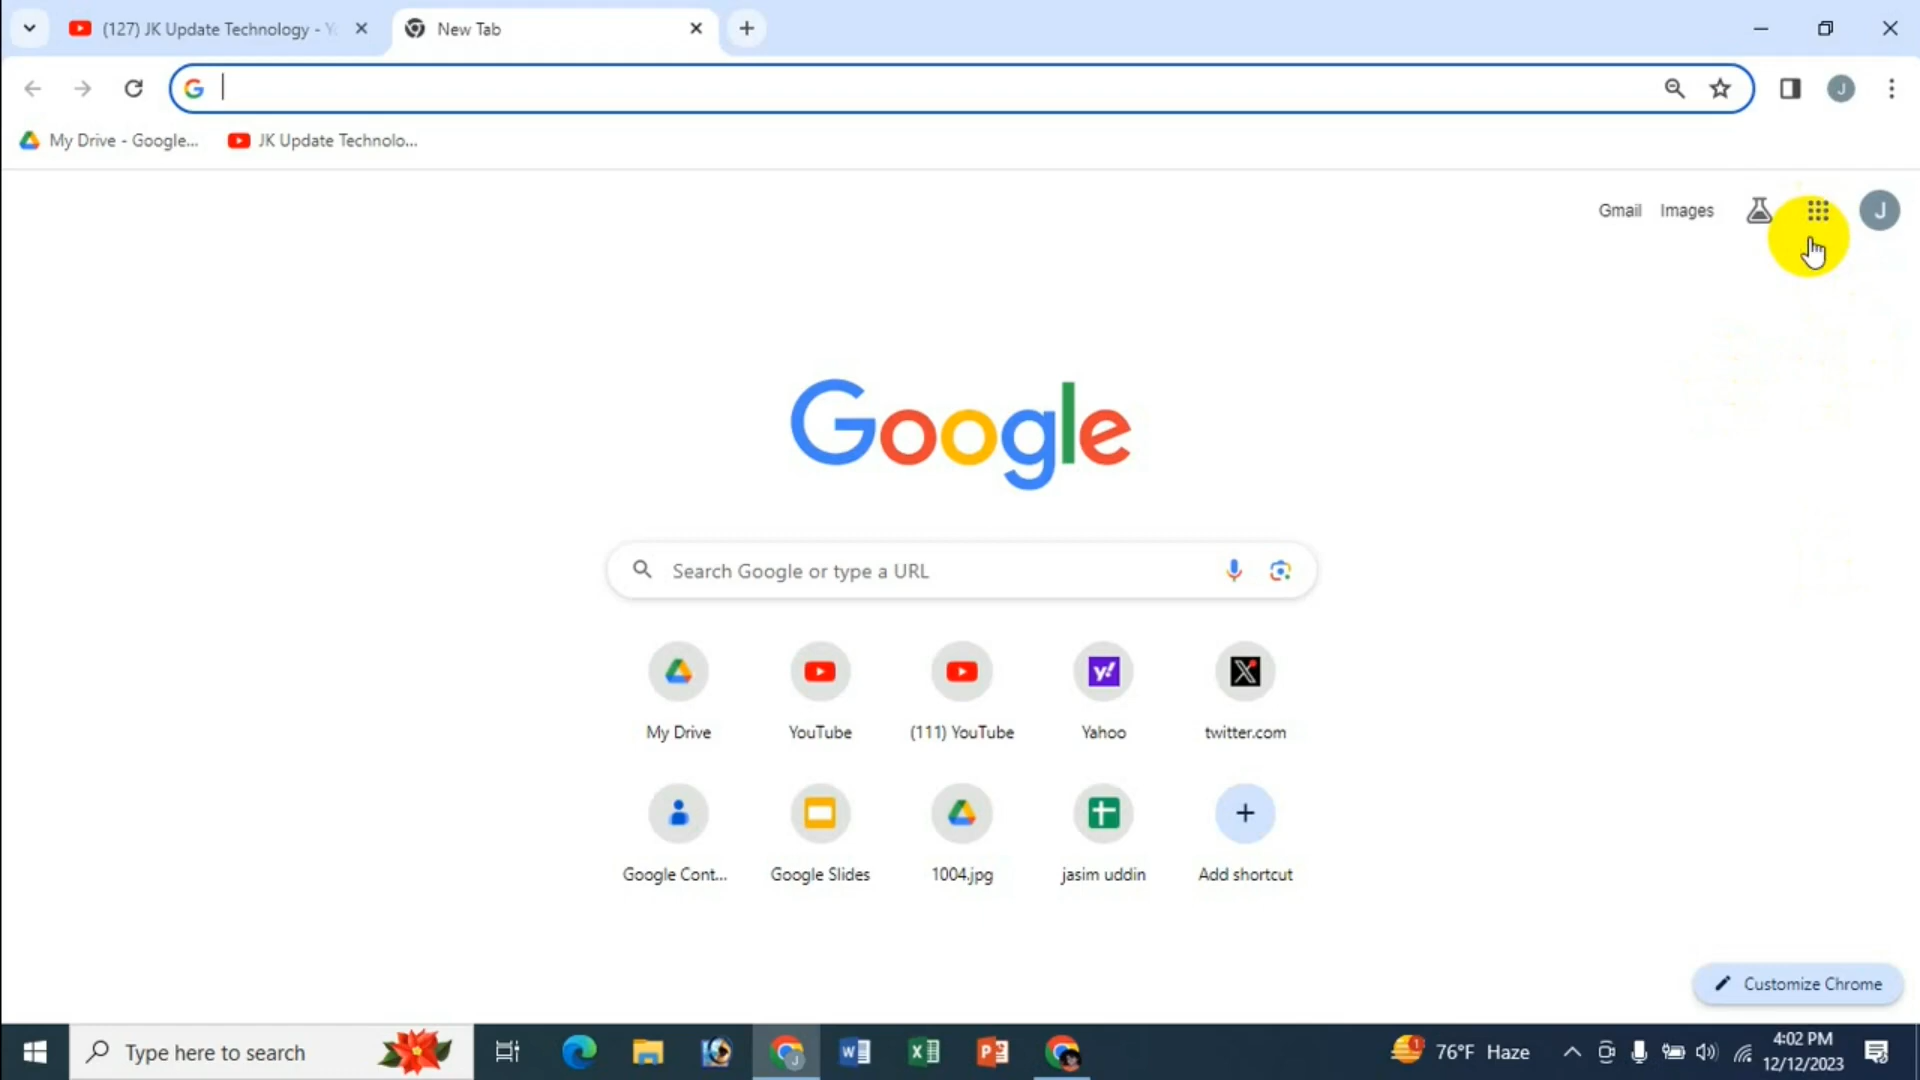 (127) JK Update Technology - Y
New Tab
My Drive - Google...
JK Update Technolo...
J
Gmail
Images
J
Google
Search Google or type a URL
My Drive
YouTube
(111) YouTube
Yahoo
twitter.com
Google Cont...
Google Slides
1004.jpg
jasim uddin
Add shortcut
Customize Chrome
Type here to search
76°F Haze
4:02 PM
12/12/2023